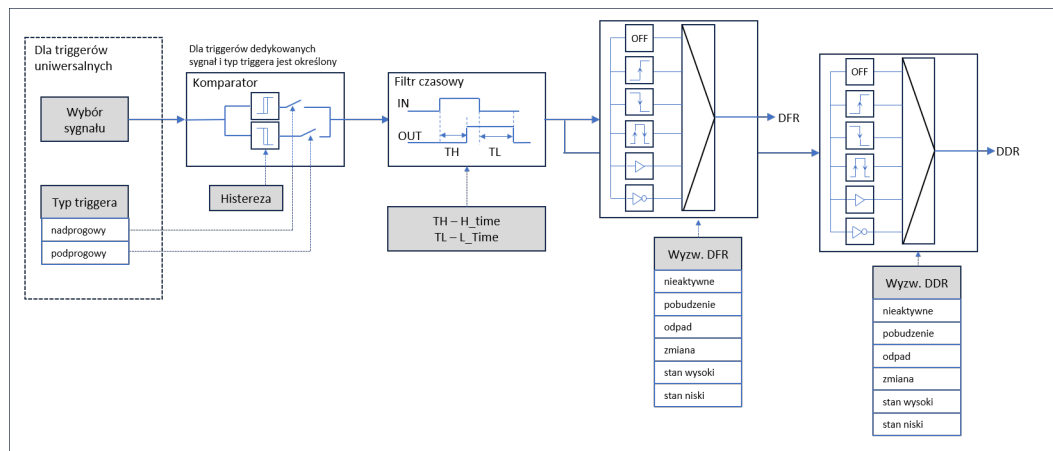 Dla triggerów
uniwersalnych
Wybór
sygnału
Typ triggera
nadprogowy
podprogowy
Dla triggerów dedykowanych
sygnał i typ triggera jest określony
Komparator
Histereza
Filtr czasowy
IN
OUT
TH
TL
TH – H_time
TL – L_Time
OFF
DFR
Wyzw. DFR
nieaktywne
pobudzenie
odpad
zmiana
stan wysoki
stan niski
OFF
DDR
Wyzw. DDR
nieaktywne
pobudzenie
odpad
zmiana
stan wysoki
stan niski